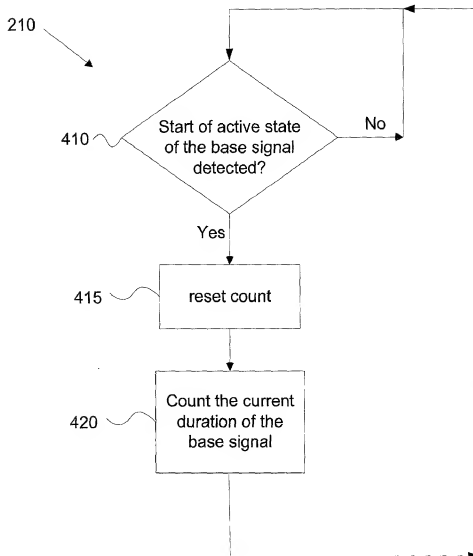 210
410
Start of active state
of the base signal
detected?
No
Yes
415
reset count
420
Count the current
duration of the
base signal